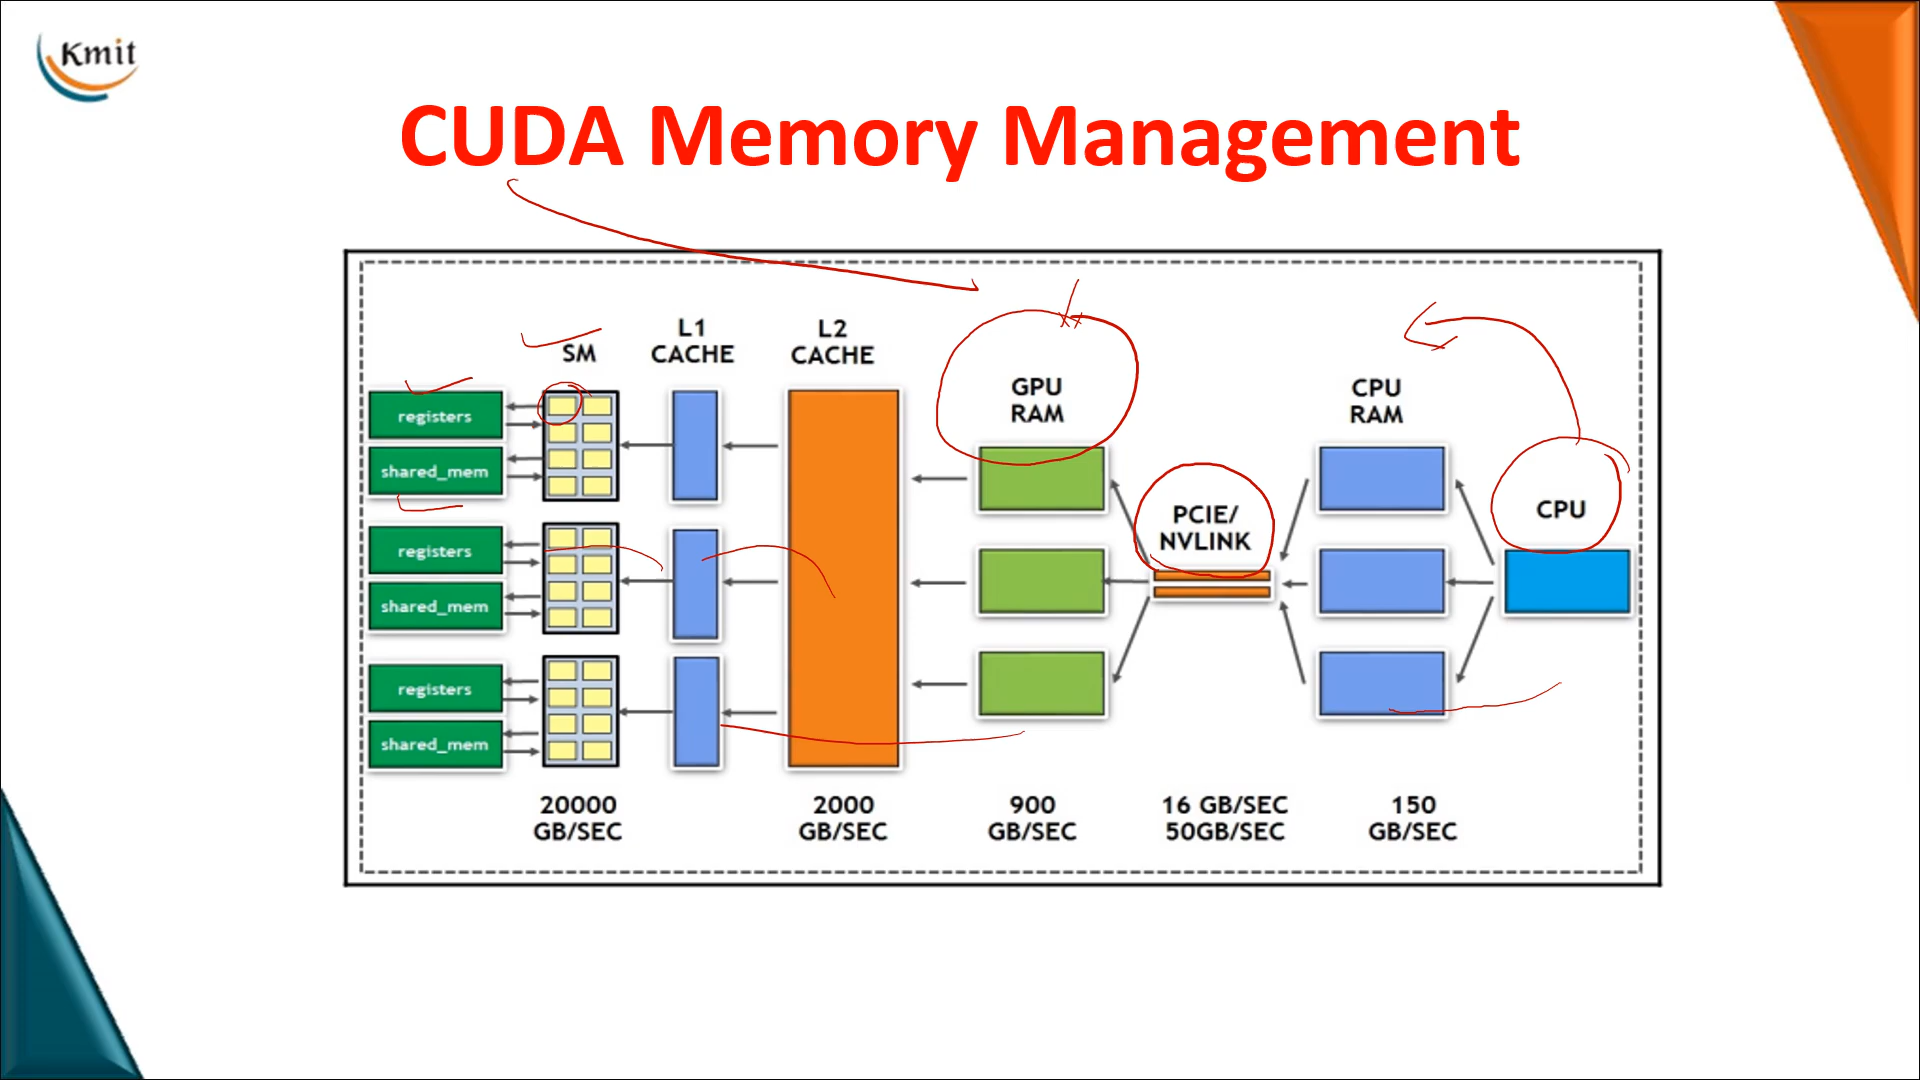 Kmit
CUDA Memory Management
SM
L1
CACHE
L2
CACHE
GPU
RAM
PCIE/
NVLINK
CPU
RAM
CPU
registers
shared_mem
registers
shared_mem
registers
shared_mem
20000
GB/SEC
2000
GB/SEC
900
GB/SEC
16 GB/SEC
50GB/SEC
150
GB/SEC